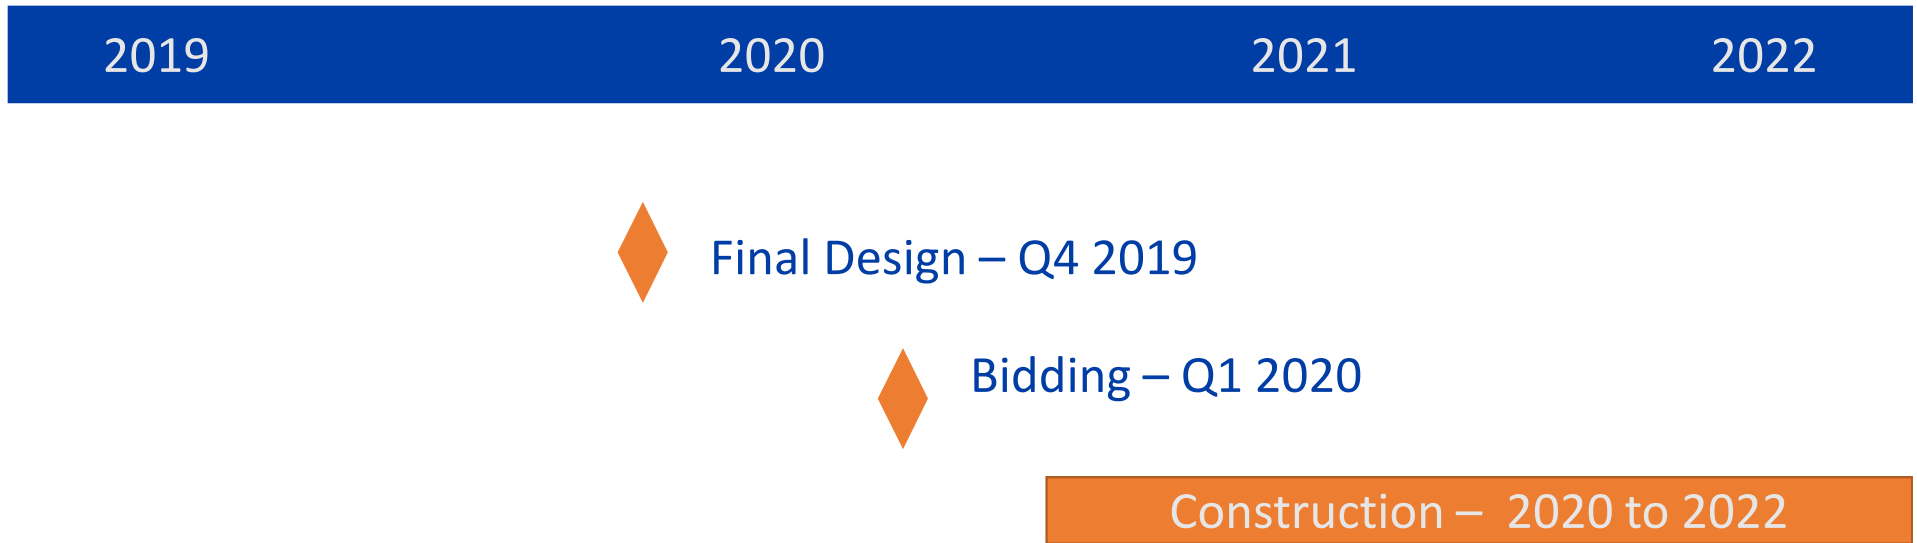 2019 2020 2021 2022
Final Design – Q4 2019
Bidding – Q1 2020
Construction –  2020 to 2022